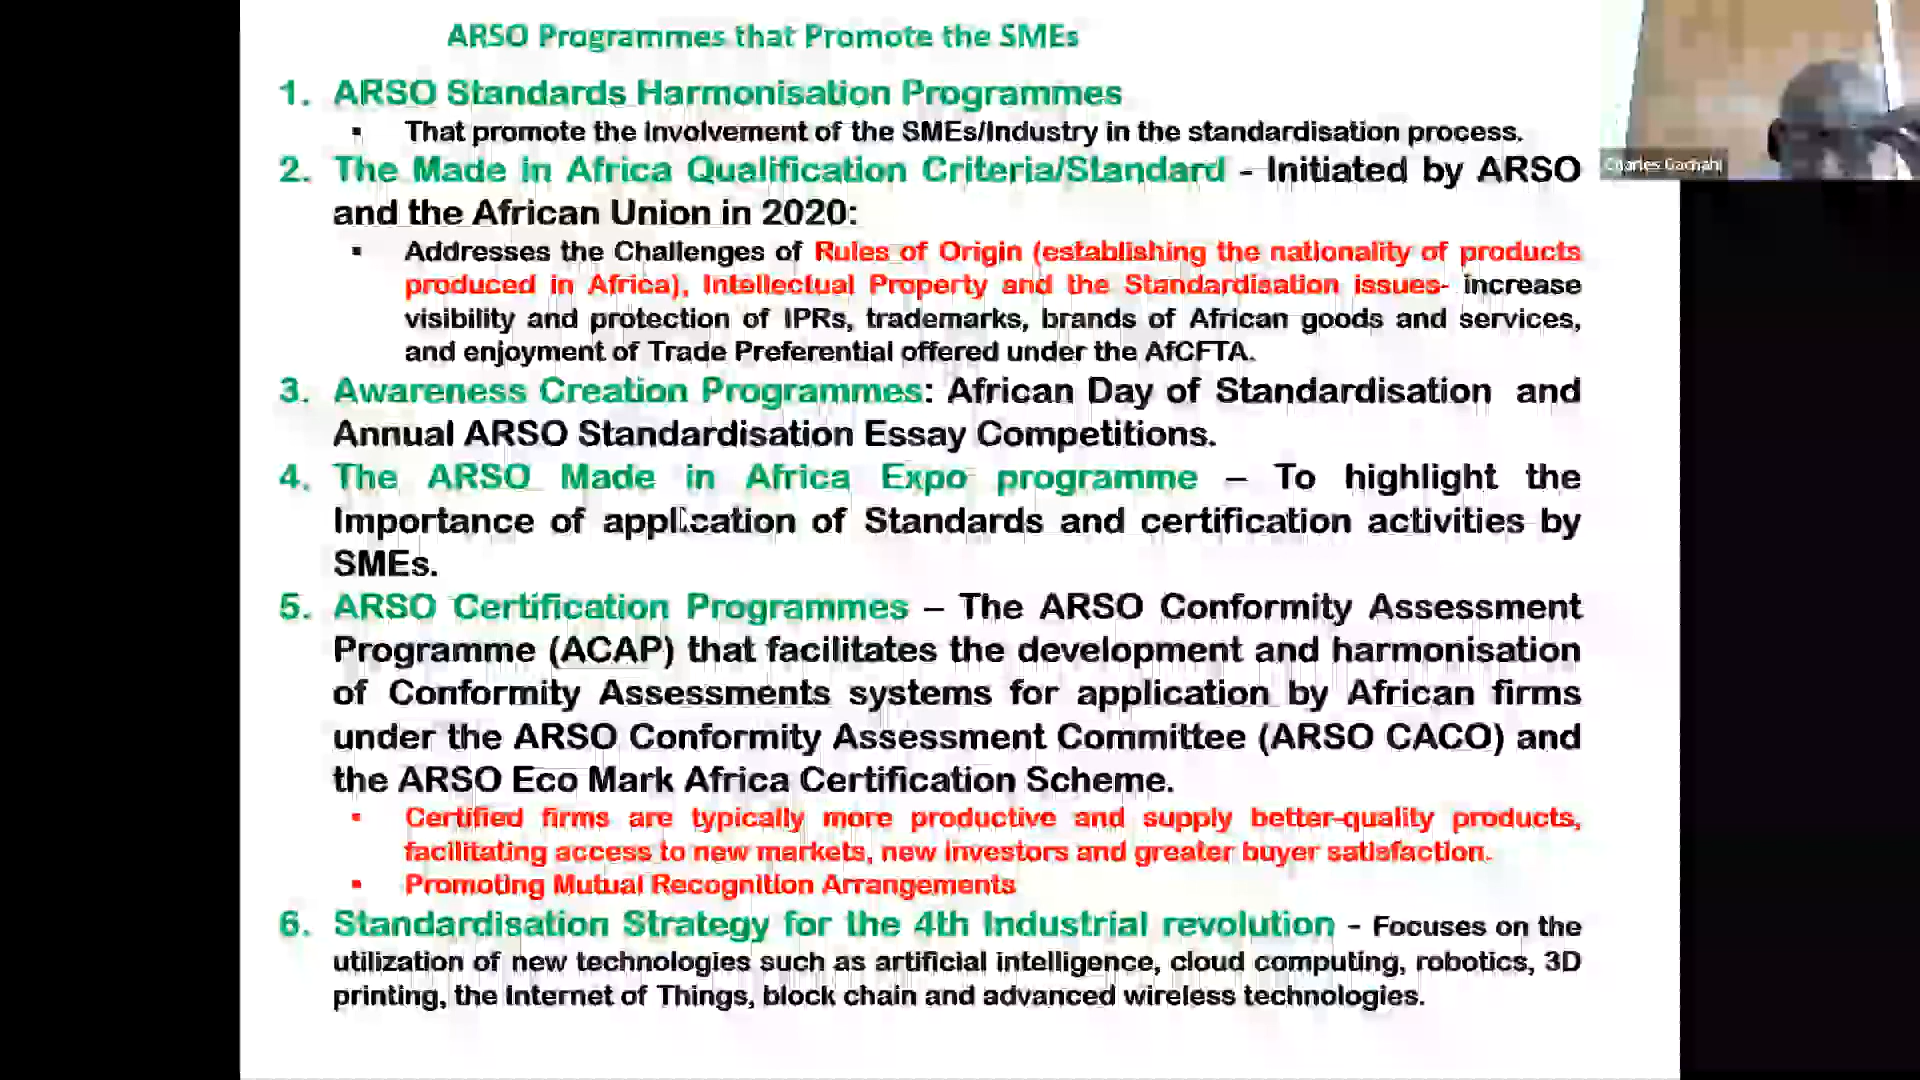 ARSO Programmes that Promote the SMEs
1. ARSO Standards Harmonisation Programmes
▪ That promote the Involvement of the SMEs/Industry in the standardisation process.
2. The Made in Africa Qualification Criteria/Standard - Initiated by ARSO
and the African Union in 2020:
▪ Addresses the Challenges of Rules of Origin (establishing the nationality of products
produced in Africa), Intellectual Property and the Standardisation issues- increase
visibility and protection of IPRs, trademarks, brands of African goods and services,
and enjoyment of Trade Preferential offered under the AfCFTA.
3. Awareness Creation Programmes: African Day of Standardisation and
Annual ARSO Standardisation Essay Competitions.
4. The ARSO Made in Africa Expo programme – To highlight the
Importance of application of Standards and certification activities by
SMEs.
5. ARSO Certification Programmes – The ARSO Conformity Assessment
Programme (ACAP) that facilitates the development and harmonisation
of Conformity Assessments systems for application by African firms
under the ARSO Conformity Assessment Committee (ARSO CACO) and
the ARSO Eco Mark Africa Certification Scheme.
▪ Certified firms are typically more productive and supply better-quality products,
facilitating access to new markets, new investors and greater buyer satisfaction.
▪ Promoting Mutual Recognition Arrangements
6. Standardisation Strategy for the 4th Industrial revolution - Focuses on the
utilization of new technologies such as artificial intelligence, cloud computing, robotics, 3D
printing, the Internet of Things, block chain and advanced wireless technologies.
Charles Gachahi